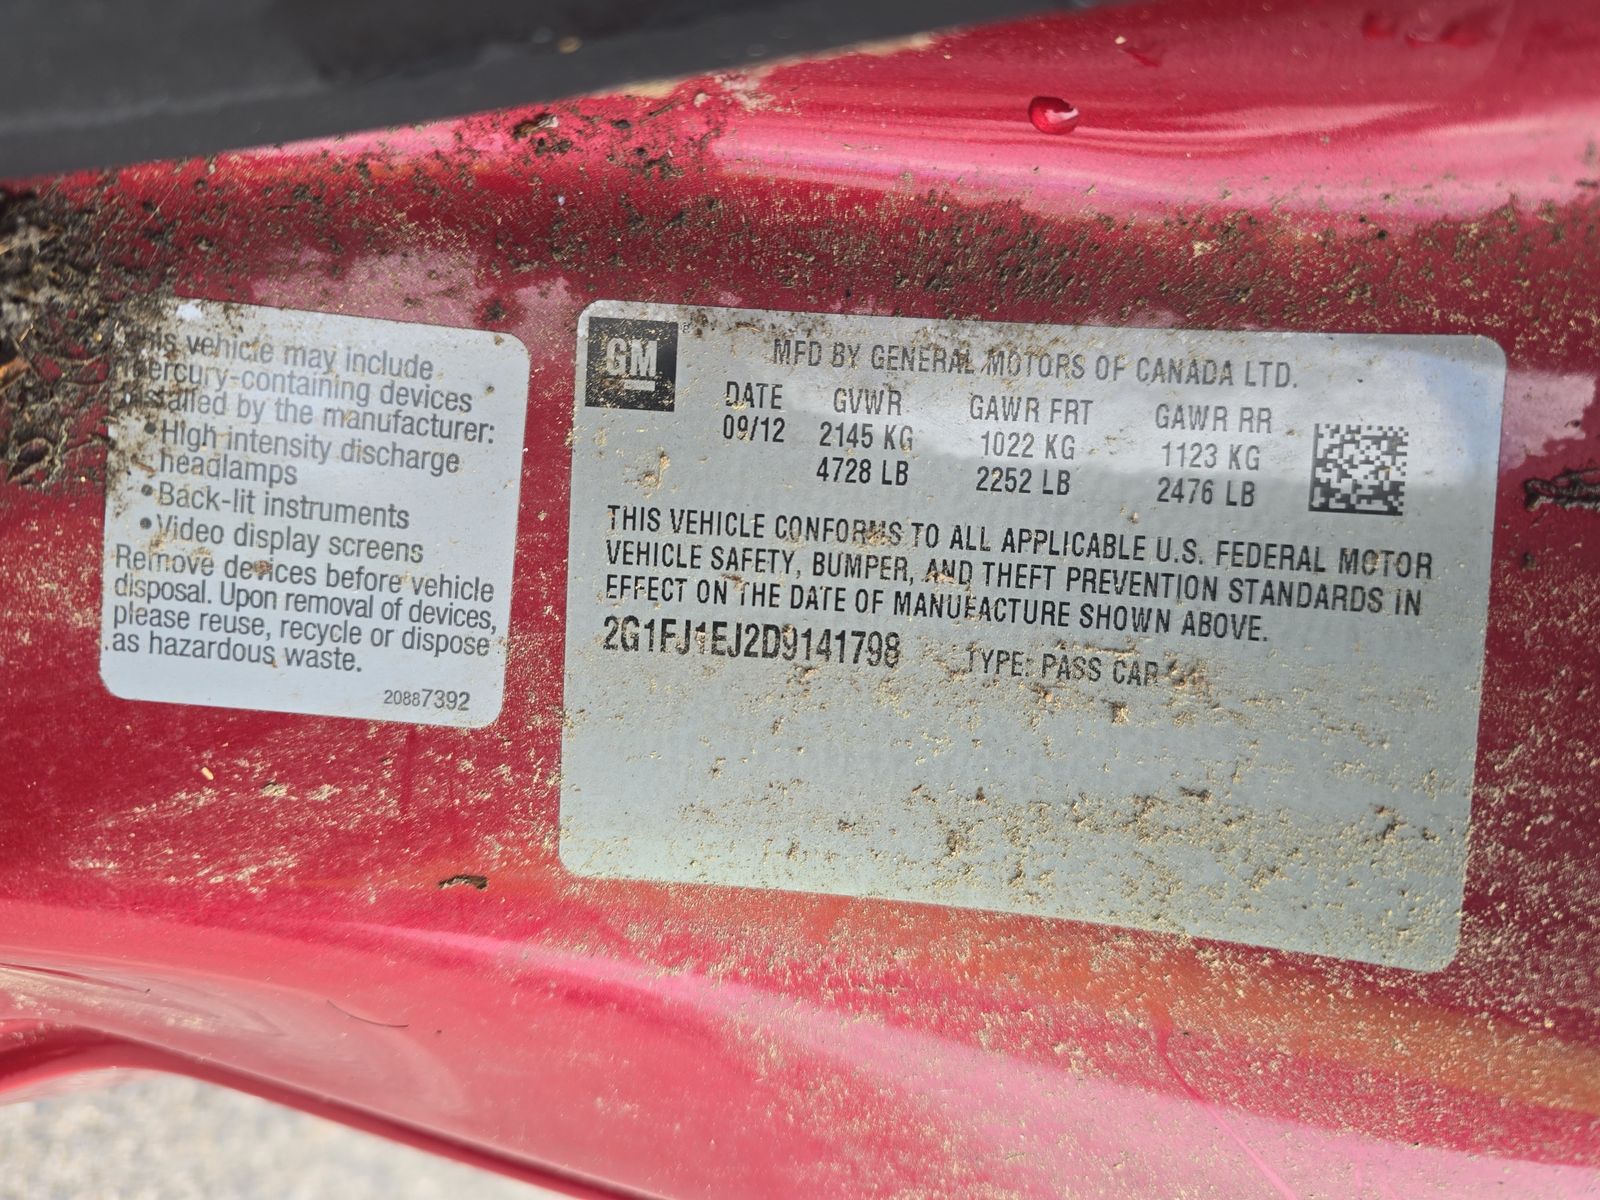 This vehicle may include
mercury-containing devices
installed by the manufacturer:
•High intensity discharge
headlamps
•Back-lit instruments
•Video display screens
Remove devices before vehicle
disposal. Upon removal of devices,
please reuse, recycle or dispose
as hazardous waste.
20887392
GM®
MFD BY GENERAL MOTORS OF CANADA LTD.
DATE GVWR GAWR FRT GAWR RR
09/12 2145 KG 1022 KG 1123 KG
4728 LB 2252 LB 2476 LB
THIS VEHICLE CONFORMS TO ALL APPLICABLE U.S. FEDERAL MOTOR
VEHICLE SAFETY, BUMPER, AND THEFT PREVENTION STANDARDS IN
EFFECT ON THE DATE OF MANUFACTURE SHOWN ABOVE.
2G1FJ1EJ2D9141798 TYPE: PASS CAR